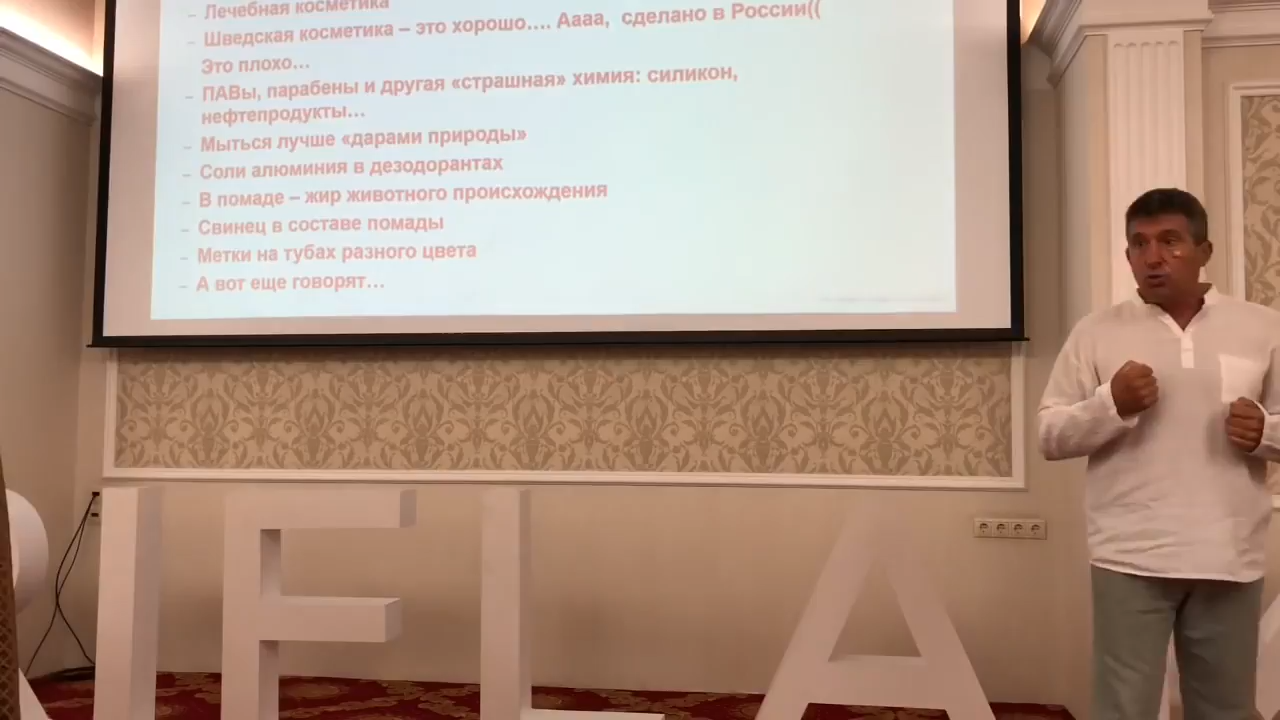 – Лечебная косметика
– Шведская косметика – это хорошо.... Аааа, сделано в России((
Это плохо...
– ПАВы, парабены и другая «страшная» химия: силикон,
нефтепродукты...
– Мыться лучше «дарами природы»
– Соли алюминия в дезодорантах
– В помаде – жир животного происхождения
– Свинец в составе помады
– Метки на тубах разного цвета
– А вот еще говорят...
IFLA